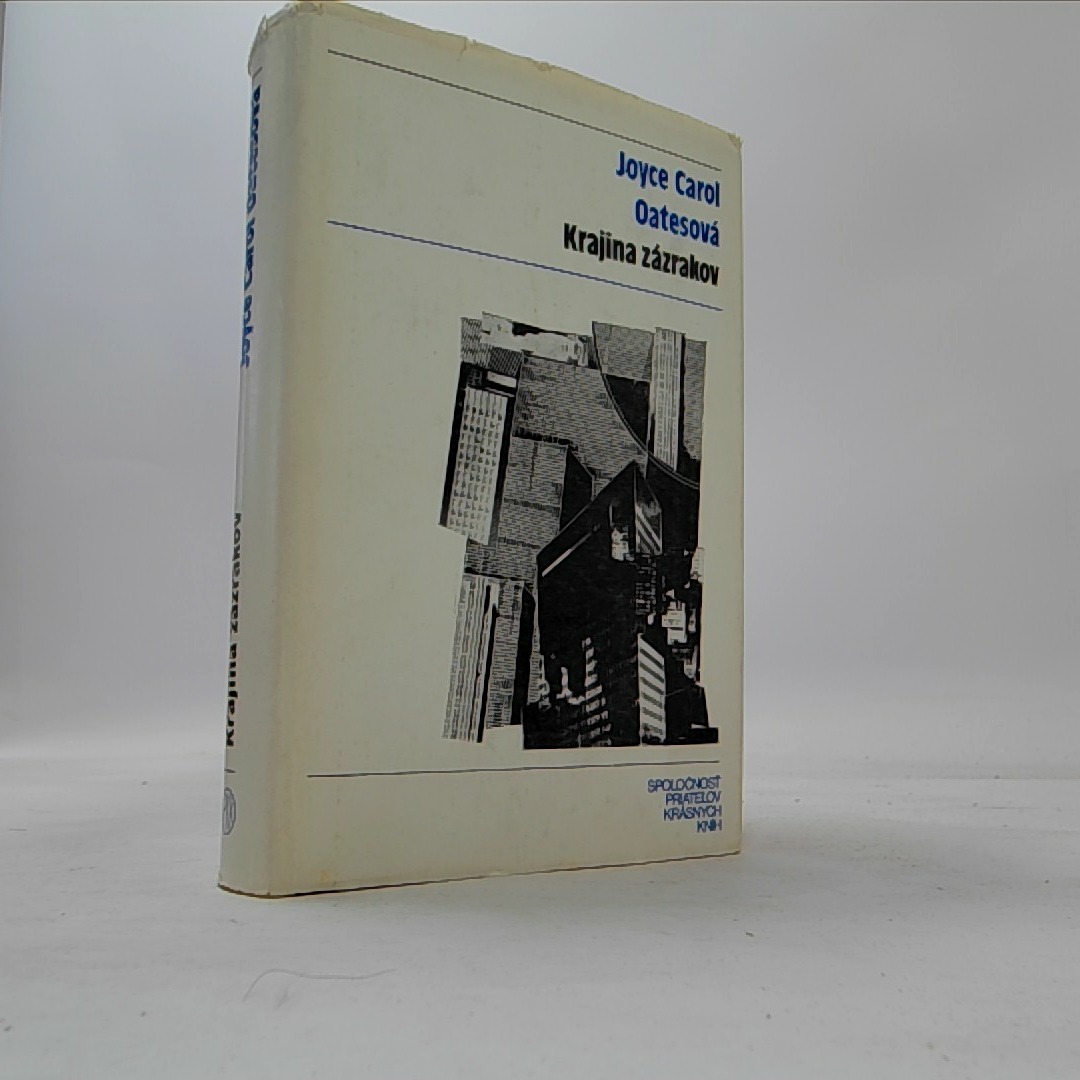 Joyce Carol
Oatesová
Krajina zázrakov
SPOLOČNOSŤ
PRIATEĽOV
KRÁSNYCH
KNÍH
Joyce Carol Oatesová
Krajina zázrakov